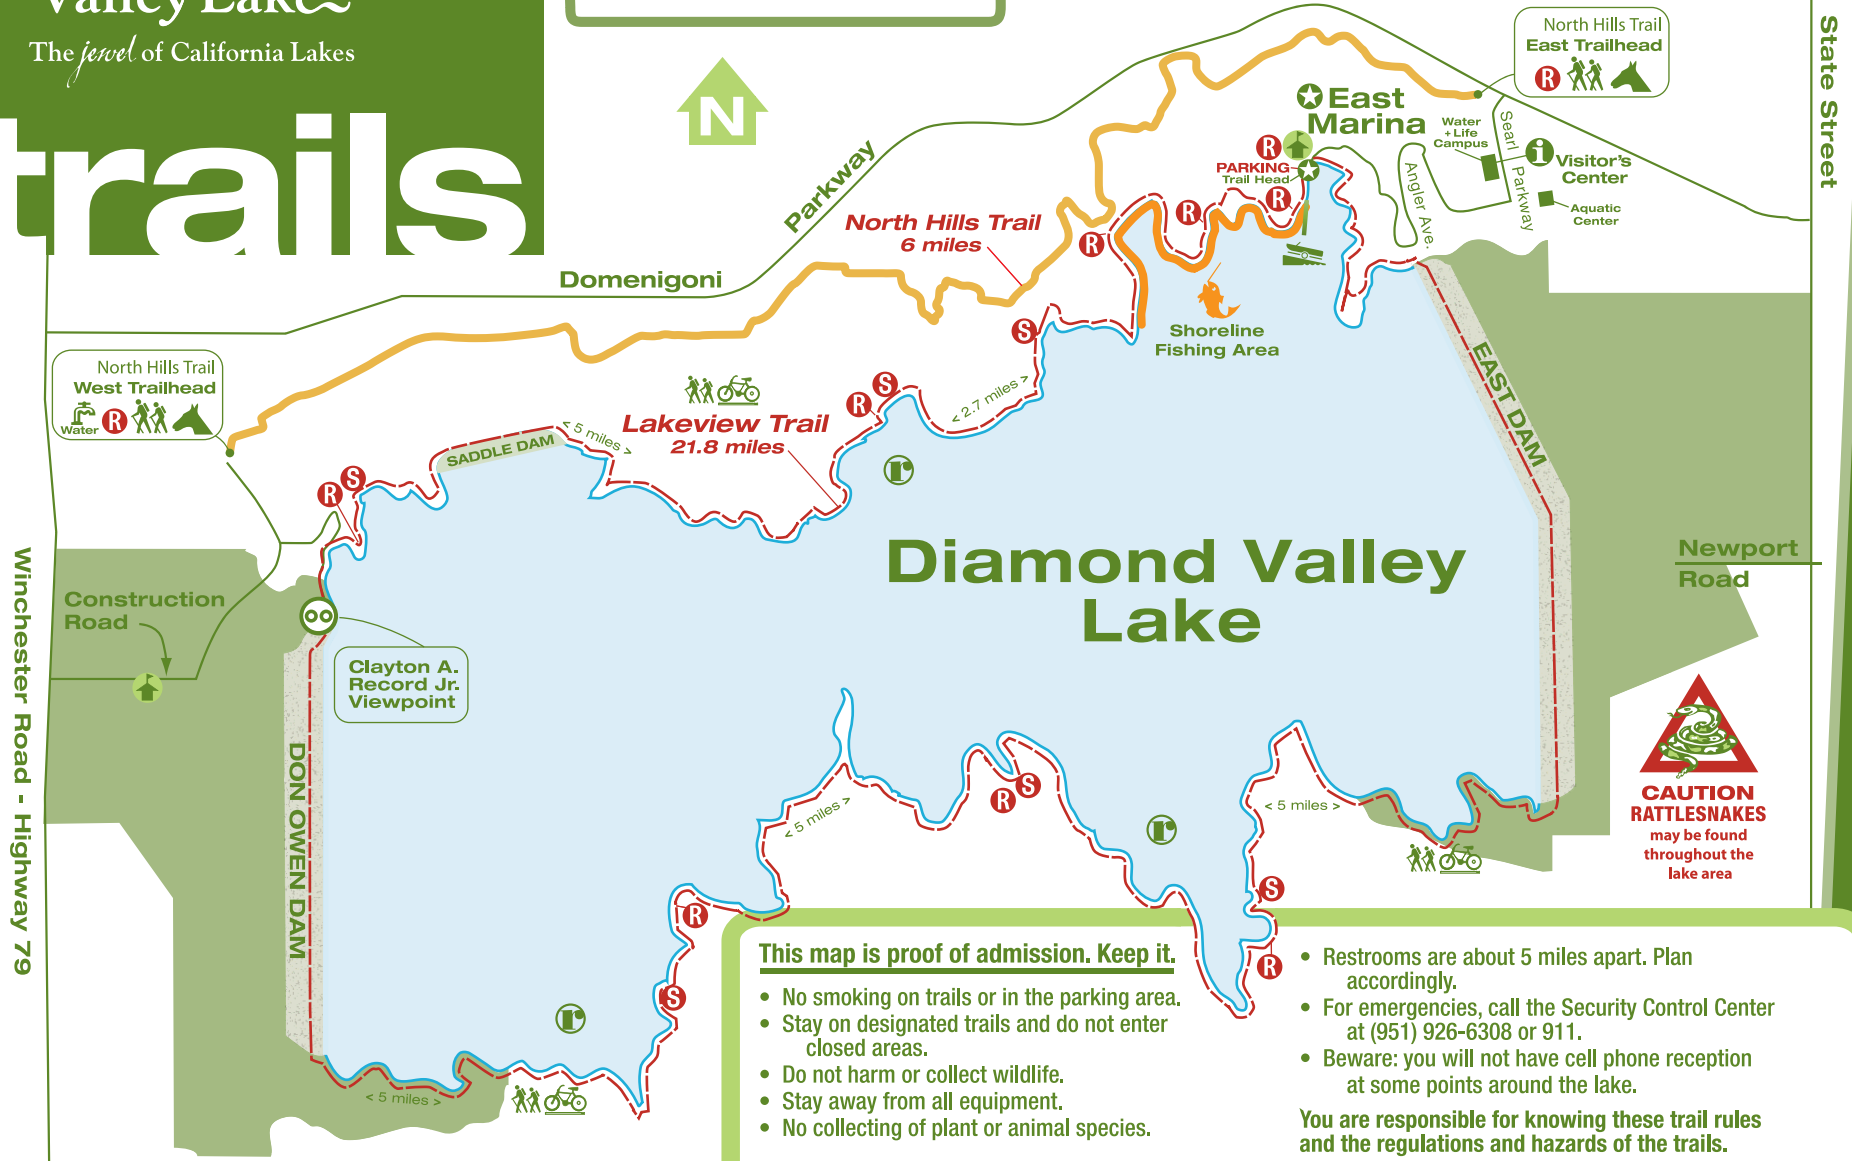 Valley Lake
The jewel of California Lakes
trails
N
Parkway
Domenigoni
North Hills Trail
6 miles
East
Marina
R
PARKING
Trail Head
R
R
R
North Hills Trail
East Trailhead
R
State Street
Water
+ Life
Campus
Searl Parkway
i
Visitor's
Center
Aquatic
Center
Angler Ave.
Shoreline
Fishing Area
EAST DAM
North Hills Trail
West Trailhead
Water
R
S
R
S
< 2.7 miles >
Lakeview Trail
21.8 miles
< 5 miles >
SADDLE DAM
R
S
r
Diamond Valley
Lake
Newport
Road
Winchester Road - Highway 79
Construction
Road
Clayton A.
Record Jr.
Viewpoint
DON OWEN DAM
CAUTION
RATTLESNAKES
may be found
throughout the
lake area
< 5 miles >
R
S
r
< 5 miles >
S
R
R
S
r
< 5 miles >
This map is proof of admission. Keep it.
• No smoking on trails or in the parking area.
• Stay on designated trails and do not enter
closed areas.
• Do not harm or collect wildlife.
• Stay away from all equipment.
• No collecting of plant or animal species.
• Restrooms are about 5 miles apart. Plan
accordingly.
• For emergencies, call the Security Control Center
at (951) 926-6308 or 911.
• Beware: you will not have cell phone reception
at some points around the lake.
You are responsible for knowing these trail rules
and the regulations and hazards of the trails.